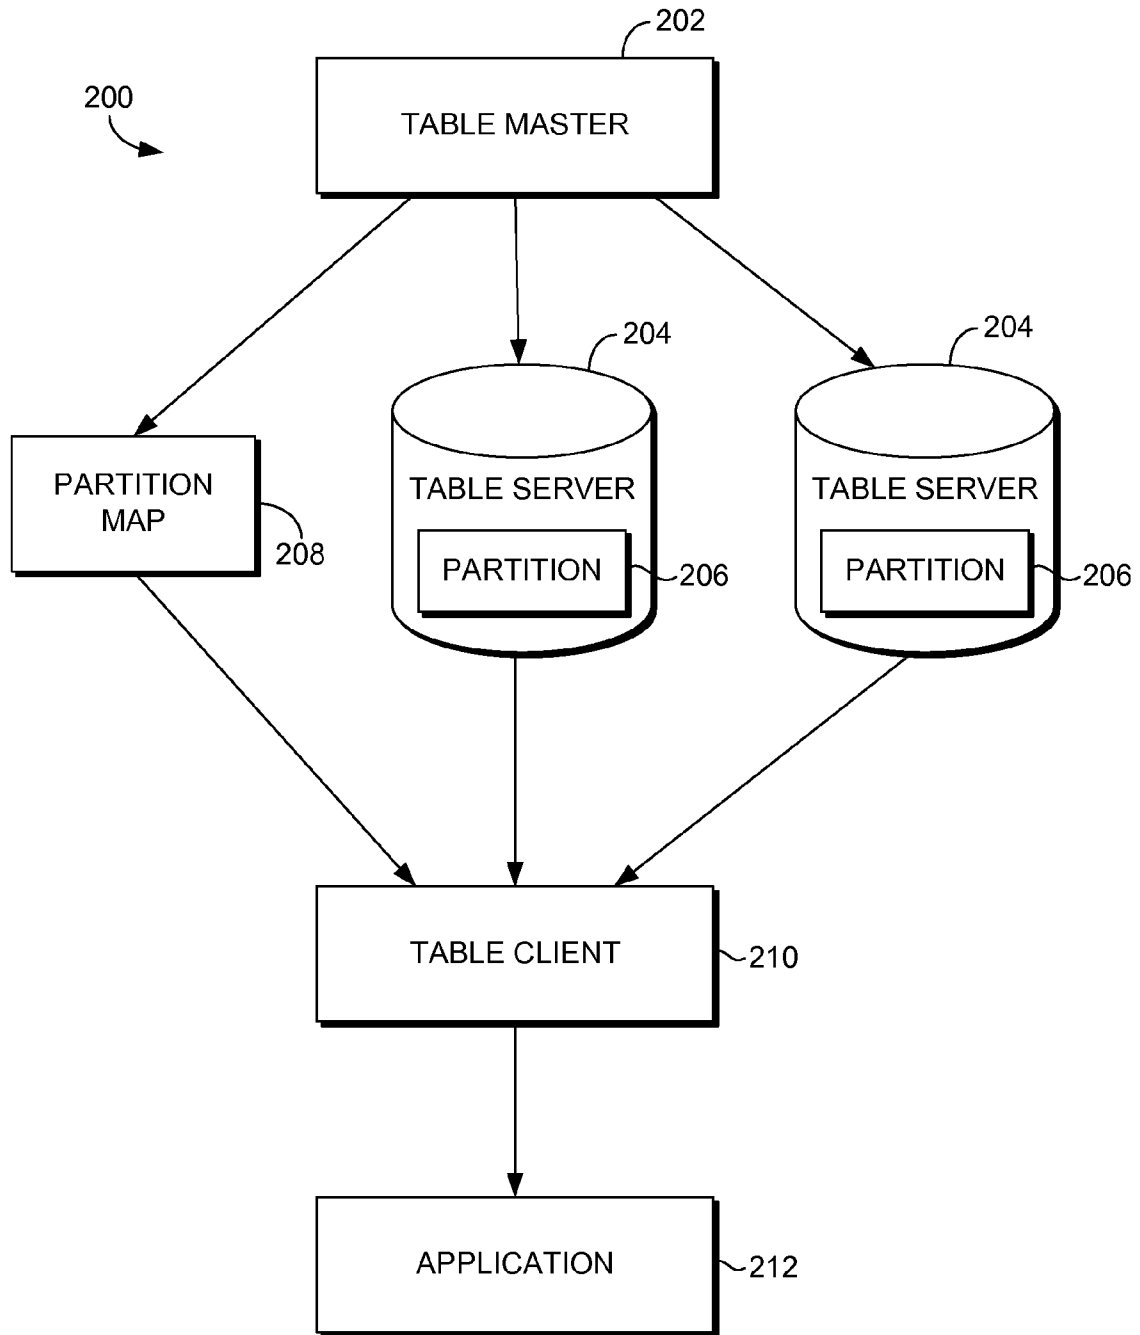 202
200
TABLE MASTER
204
204
PARTITION
MAP
208
TABLE SERVER
PARTITION
206
TABLE SERVER
PARTITION
206
TABLE CLIENT
210
APPLICATION
212